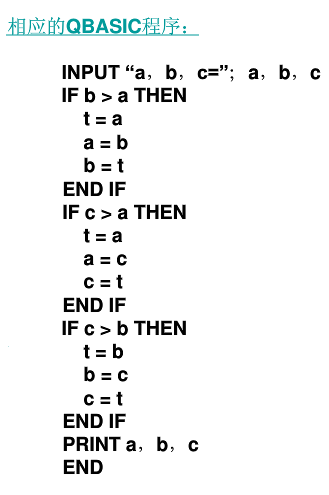 相应的QBASIC程序：
INPUT “a，b，c=”；a，b，c
IF b > a THEN
t = a
a = b
b = t
END IF
IF c > a THEN
t = a
a = c
c = t
END IF
IF c > b THEN
t = b
b = c
c = t
END IF
PRINT a，b，c
END